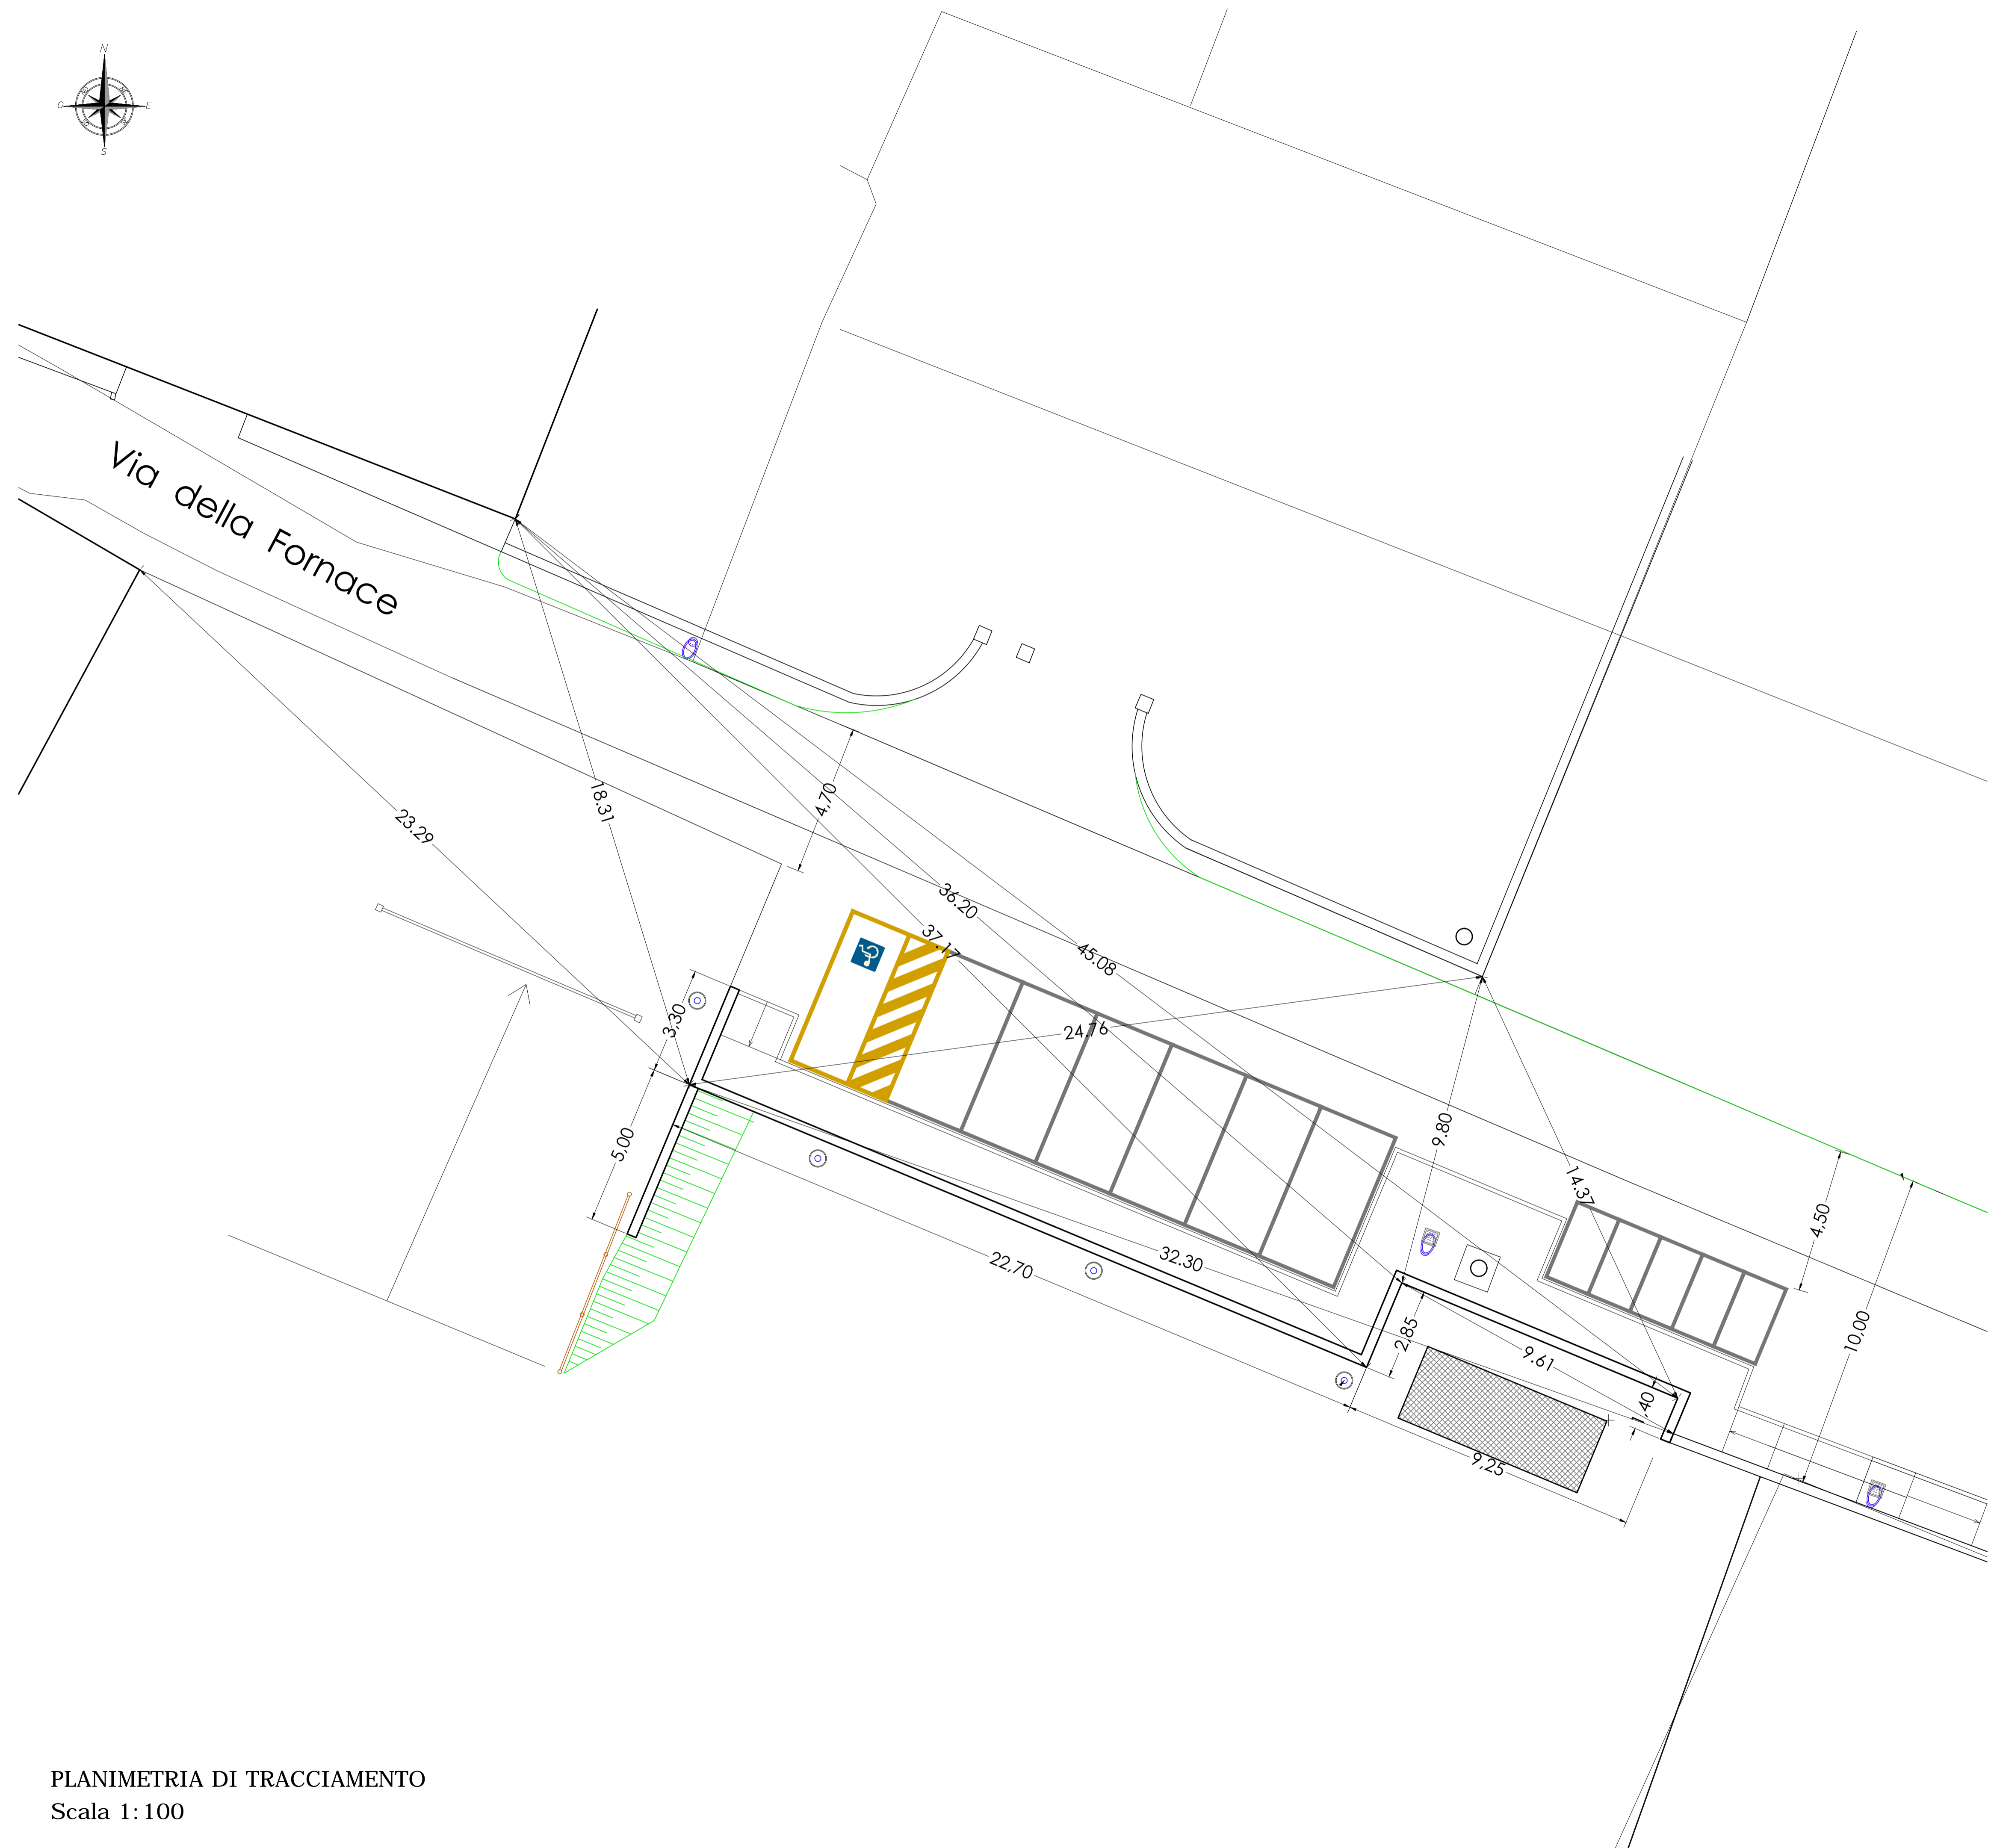 N
O
E
S
Via della Fornace
4,70
18.31
23.29
36.20
37.17
45.08
3,30
24.76
9.80
14.37
5,00
4,50
32.30
22,70
2,85
9.61
10,00
1,40
9,25
PLANIMETRIA DI TRACCIAMENTO
Scala 1:100